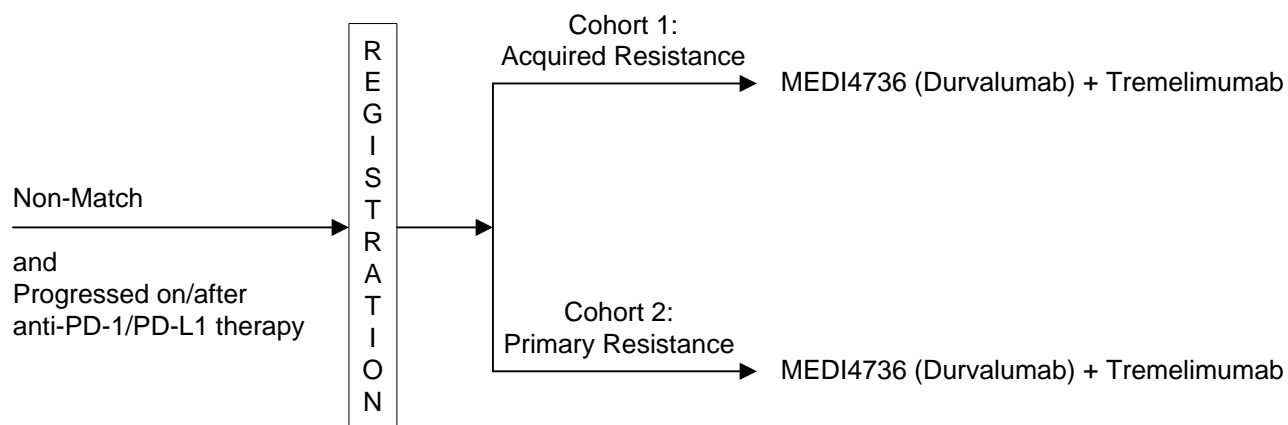 Non-Match
and
Progressed on/after
anti-PD-1/PD-L1 therapy
R
E
G
I
S
T
R
A
T
I
O
N
Cohort 1:
Acquired Resistance
MEDI4736 (Durvalumab) + Tremelimumab
Cohort 2:
Primary Resistance
MEDI4736 (Durvalumab) + Tremelimumab